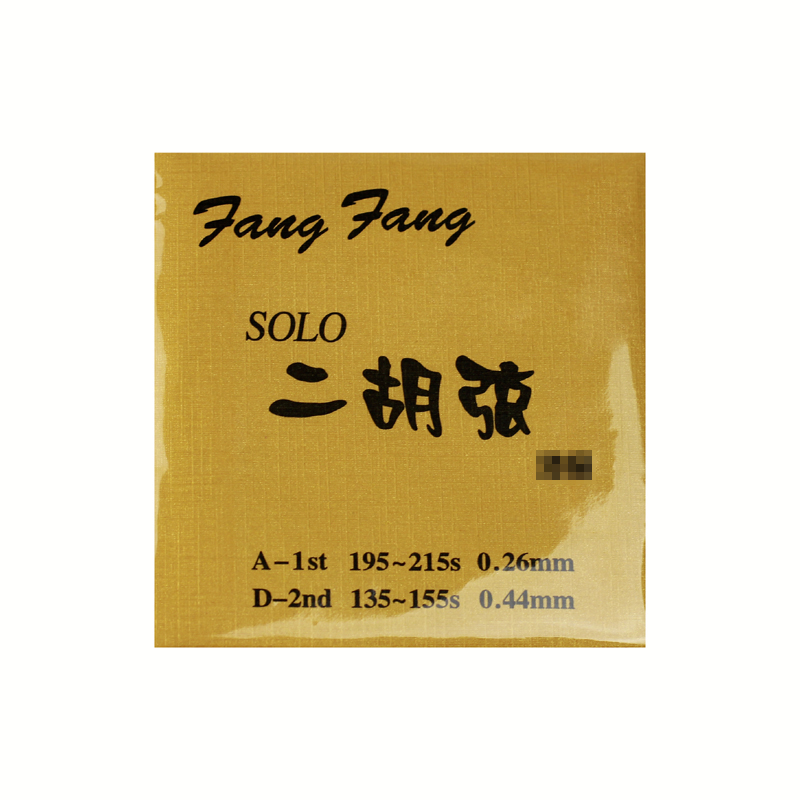 Fang Fang
SOLO
二胡弦
A-1st 195~215s 0.26mm
D-2nd 135~155s 0.44mm